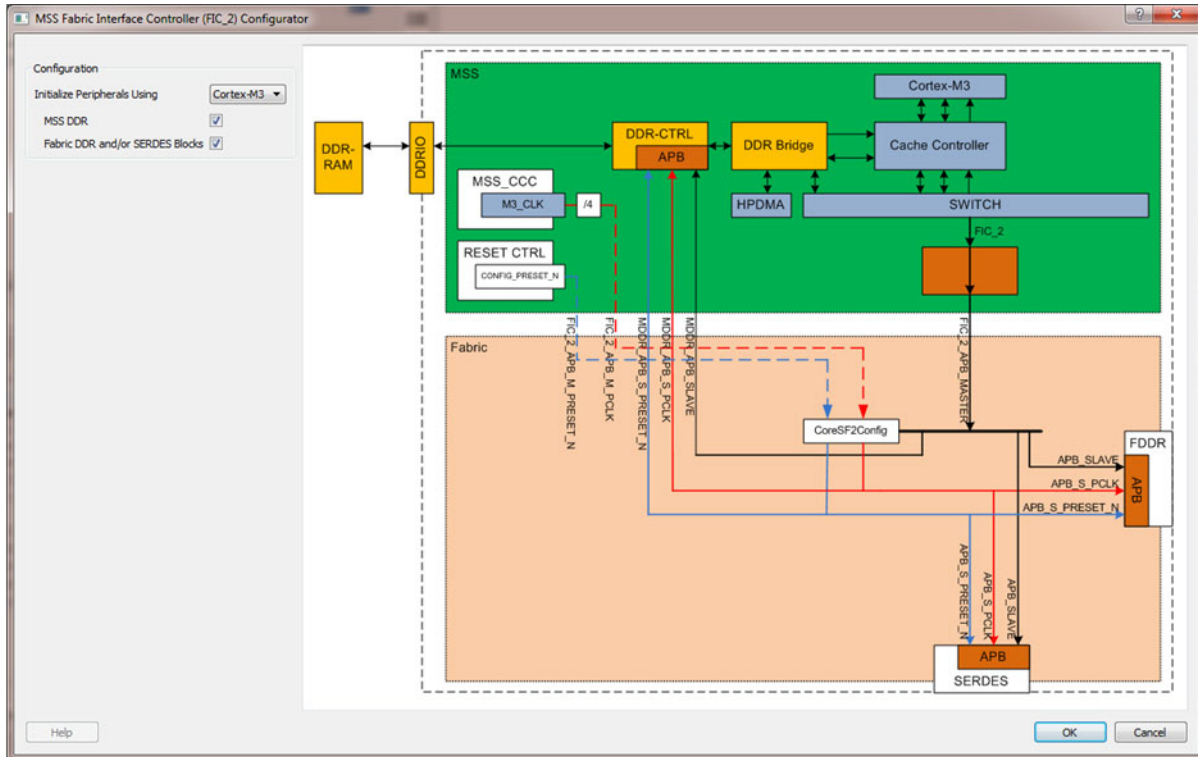 MSS Fabric Interface Controller (FIC_2) Configurator
Configuration
Initialize Peripherals Using
Cortex-M3
MSS DDR
Fabric DDR and/or SERDES Blocks
MSS
Cortex-M3
DDR-
RAM
DDRIO
DDR-CTRL
APB
DDR Bridge
Cache Controller
MSS_CCC
M3_CLK
/4
HPDMA
SWITCH
FIC_2
RESET CTRL
CONFIG_PRESET_N
FIC_2_APB_M_PRESET_N
FIC_2_APB_M_PCLK
MDDR_APB_S_PRESET_N
MDDR_APB_S_PCLK
MDDR_APB_SLAVE
FIC_2_APB_MASTER
Fabric
CoreSF2Config
FDDR
APB
APB_SLAVE
APB_S_PCLK
APB_S_PRESET_N
APB_S_PRESET_N
APB_S_PCLK
APB_SLAVE
APB
SERDES
Help
OK
Cancel